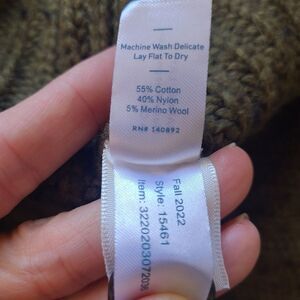 Machine Wash Delicate
Lay Flat To Dry
55% Cotton
40% Nylon
5% Merino Wool
RN# 140892
Fall 2022
Style: 15461
Item: